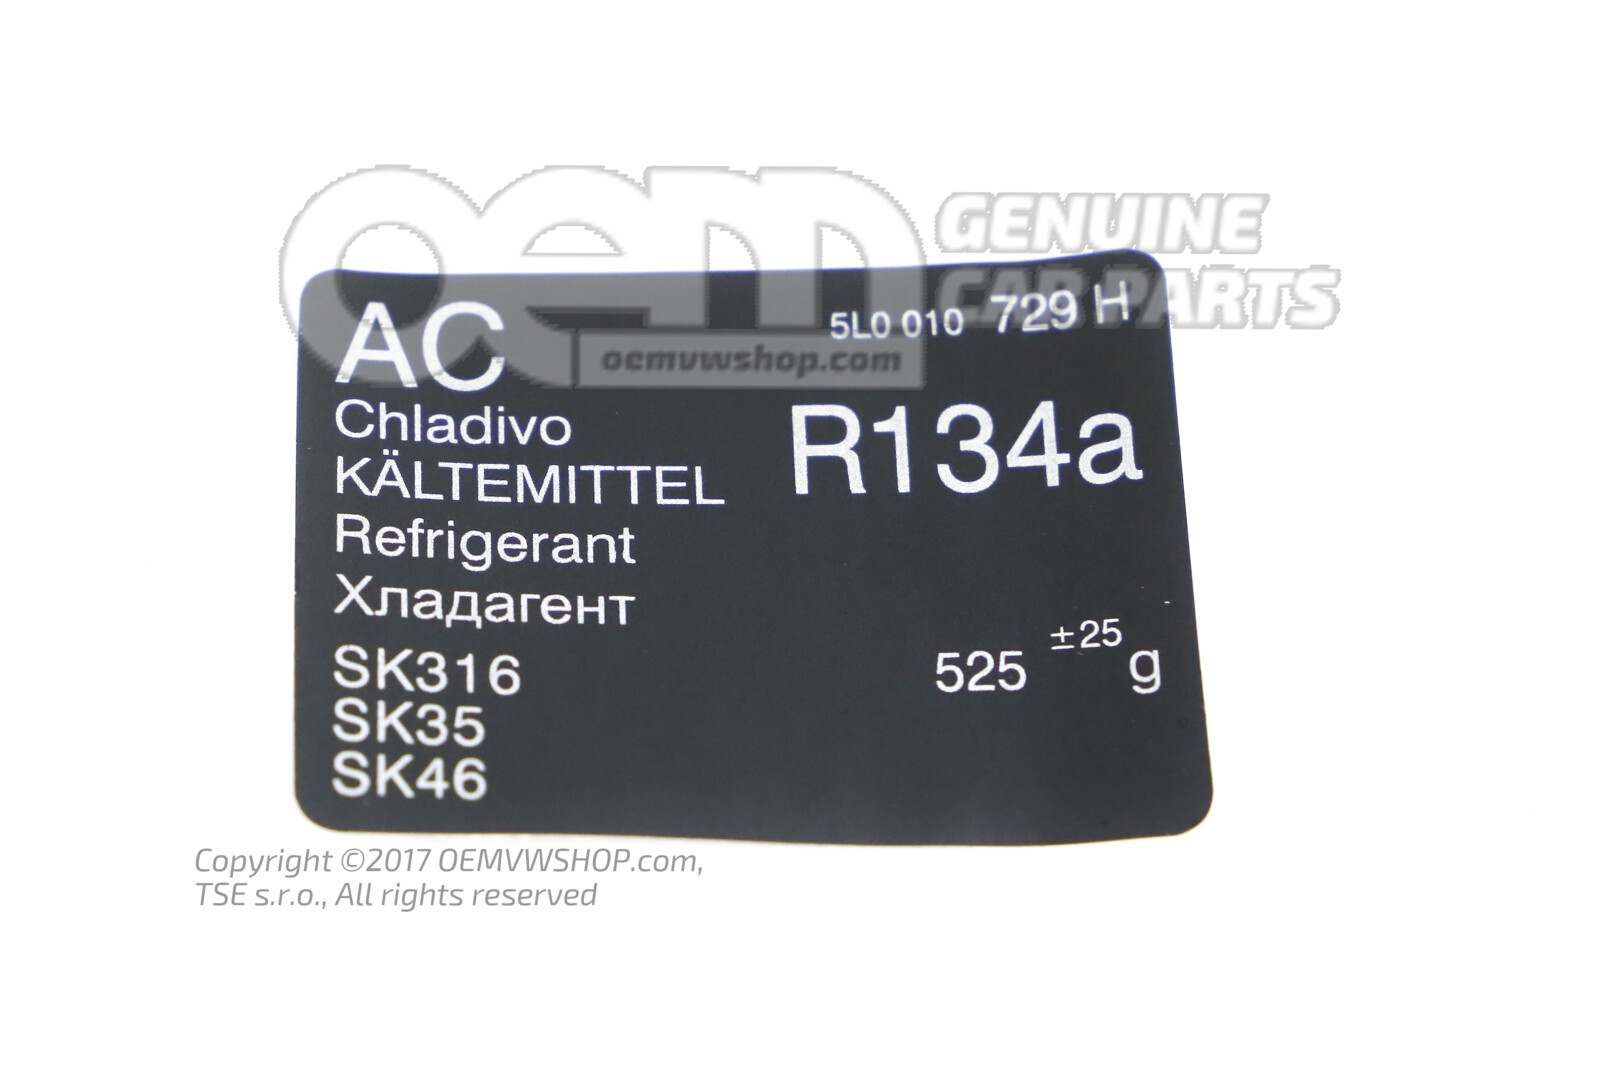 oem GENUINE
CAR PARTS
oemvwshop.com
AC
5L0 010 729 H
Chladivo
R134a
KÄLTEMITTEL
Refrigerant
Хладагент
SK316
525 ±25 g
SK35
SK46
Copyright ©2017 OEMVWSHOP.com,
TSE s.r.o., All rights reserved